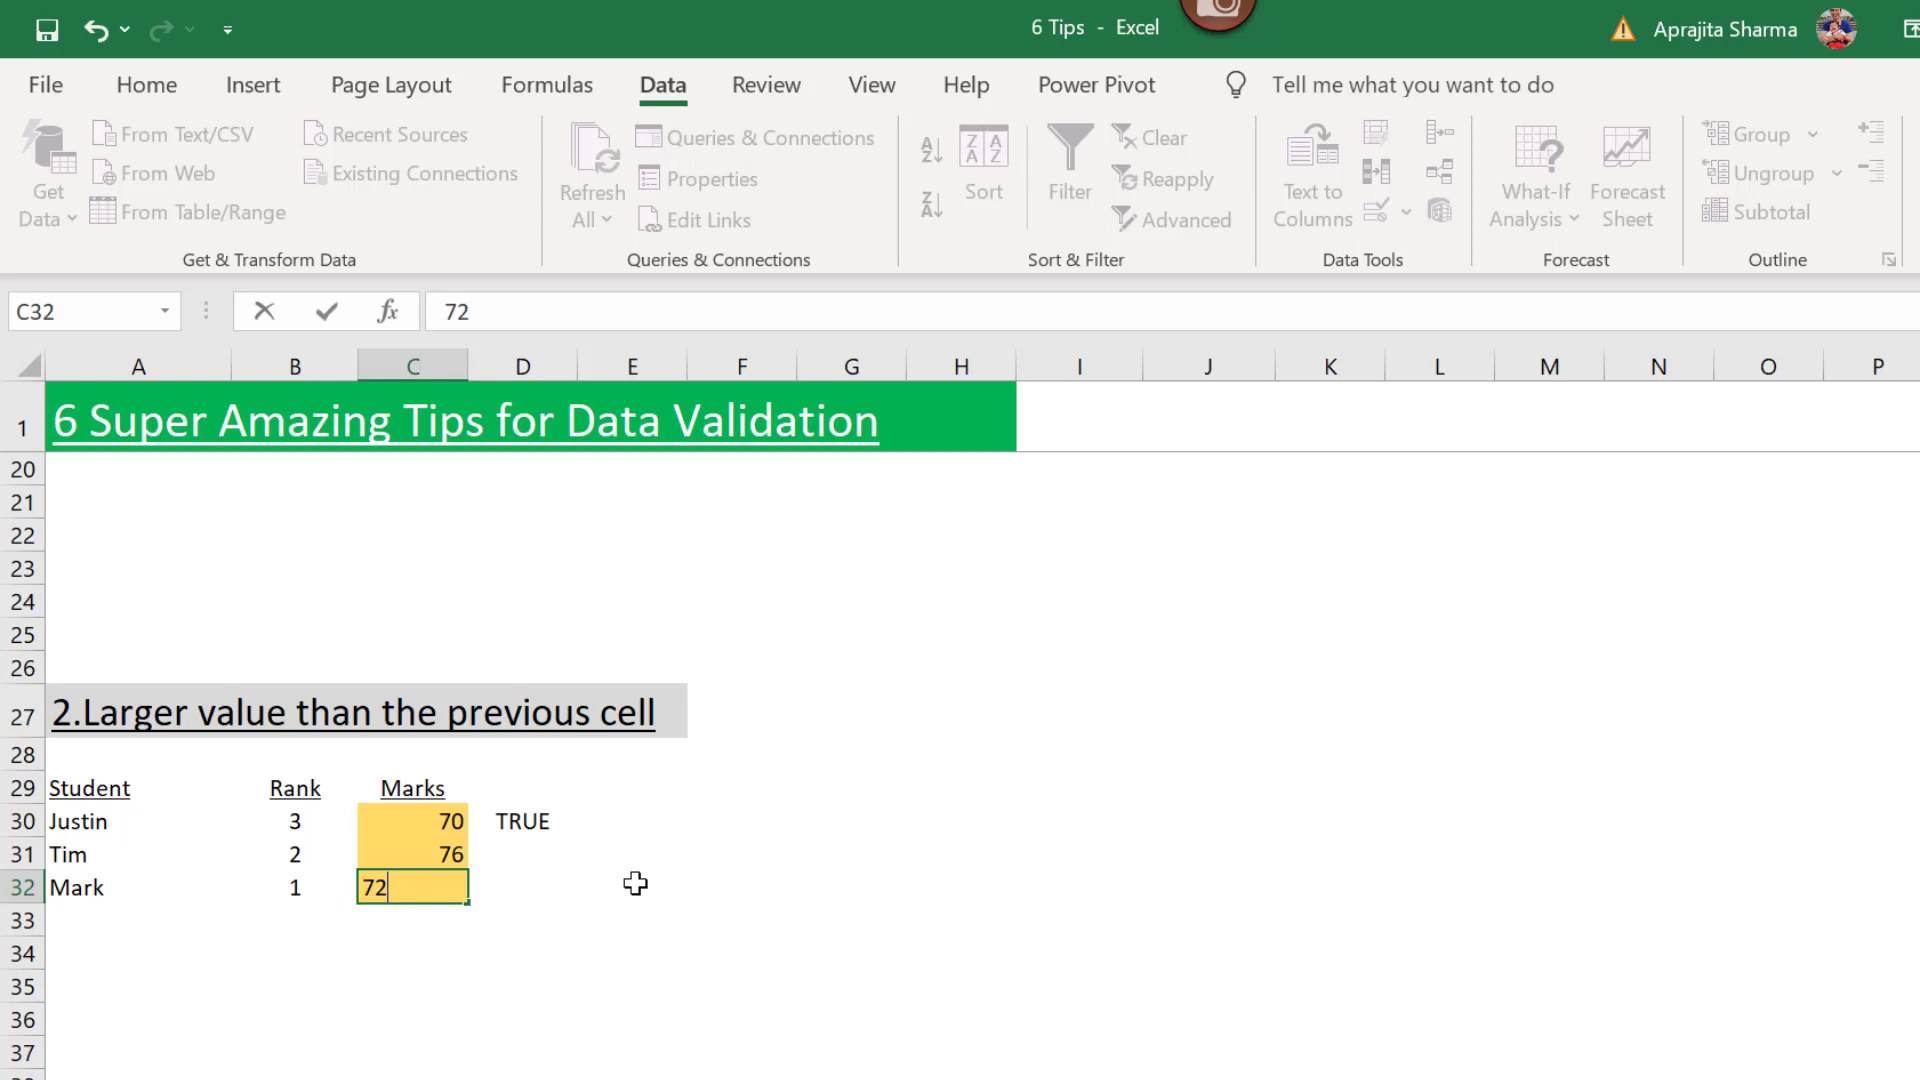 6 Tips - Excel
Aprajita Sharma
File Home Insert Page Layout Formulas Data Review View Help Power Pivot Tell me what you want to do
Get Data
From Text/CSV
From Web
From Table/Range
Recent Sources
Existing Connections
Get & Transform Data
Refresh All
Queries & Connections
Properties
Edit Links
Queries & Connections
Sort
Filter
Clear
Reapply
Advanced
Sort & Filter
Text to Columns
Data Tools
What-If Analysis
Forecast Sheet
Forecast
Group
Ungroup
Subtotal
Outline
C32 fx 72
A B C D E F G H I J K L M N O P
1 6 Super Amazing Tips for Data Validation
20
21
22
23
24
25
26
27 2.Larger value than the previous cell
28
29 Student Rank Marks
30 Justin 3 70 TRUE
31 Tim 2 76
32 Mark 1 72
33
34
35
36
37